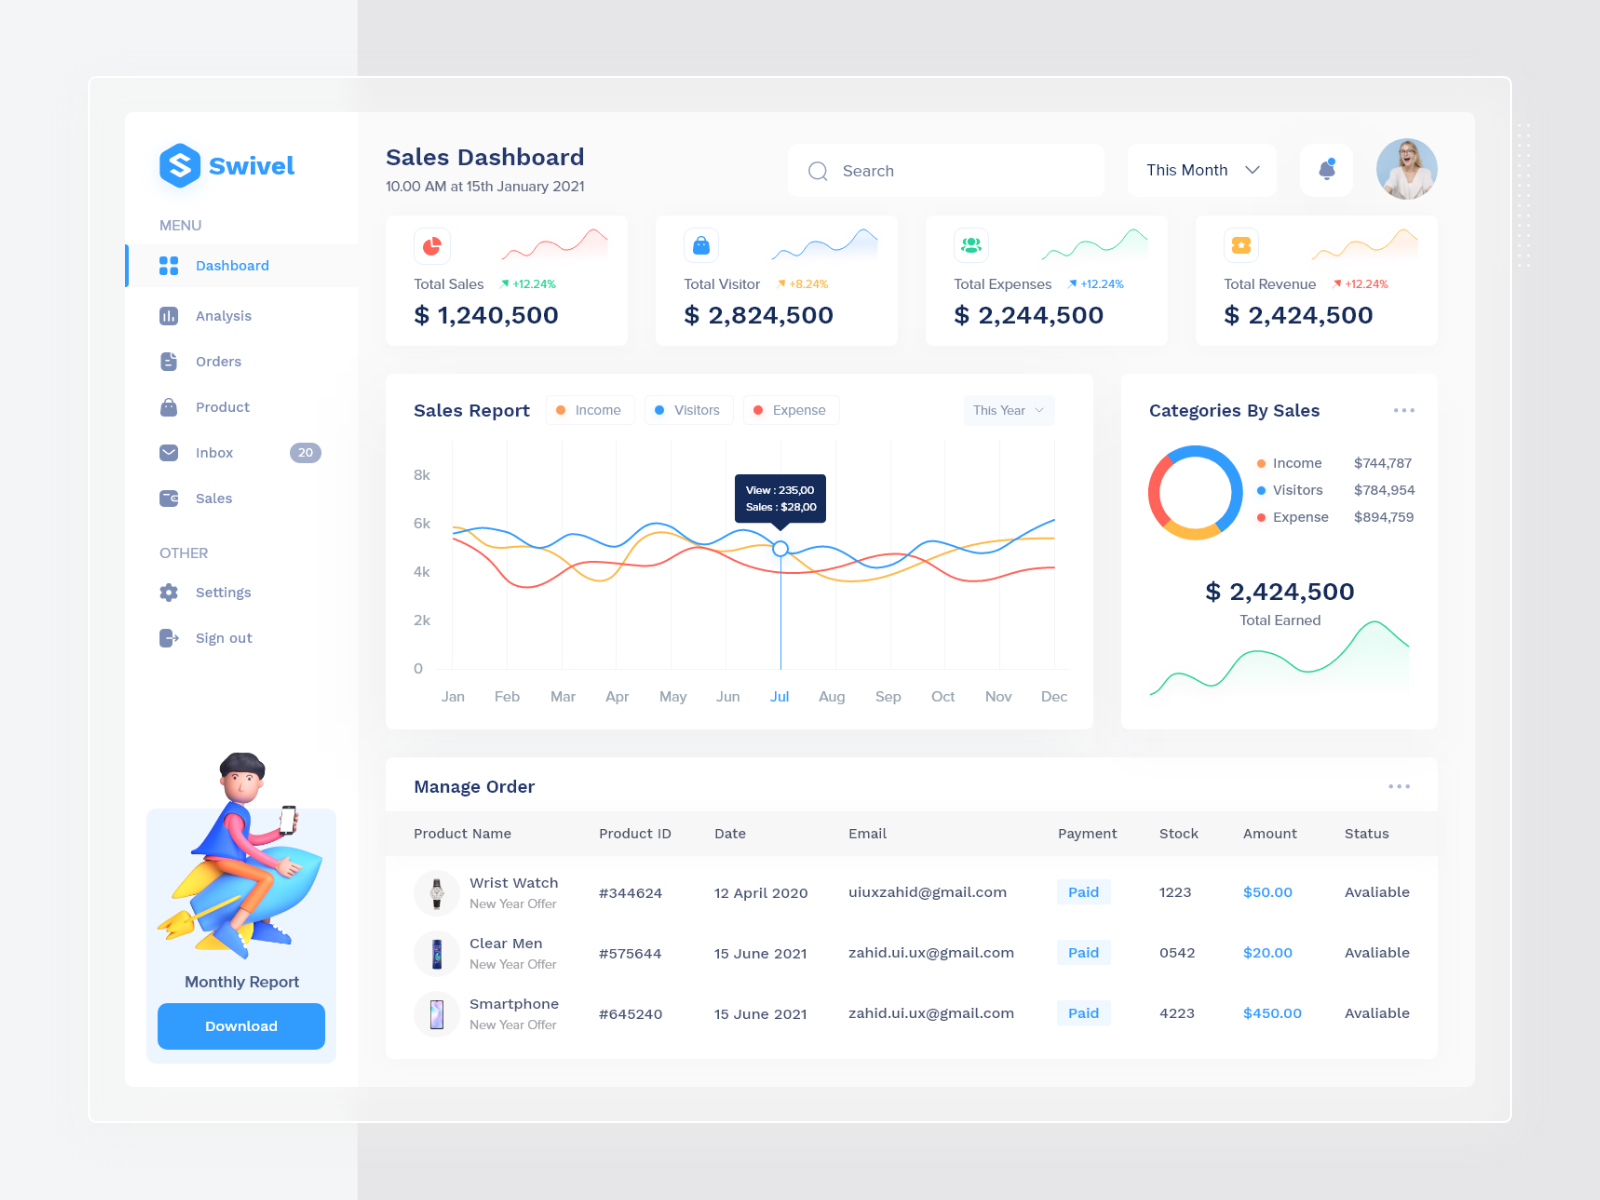 Swivel
MENU
Dashboard
Analysis
Orders
Product
Inbox 20
Sales
OTHER
Settings
Sign out
Monthly Report
Download
Sales Dashboard
10.00 AM at 15th January 2021
Search
This Month
Total Sales +12.24%
$ 1,240,500
Total Visitor +8.24%
$ 2,824,500
Total Expenses +12.24%
$ 2,244,500
Total Revenue +12.24%
$ 2,424,500
Sales Report Income Visitors Expense This Year
8k
6k
4k
2k
0
View : 235,00
Sales : $28,00
Jan Feb Mar Apr May Jun Jul Aug Sep Oct Nov Dec
Categories By Sales
Income $744,787
Visitors $784,954
Expense $894,759
$ 2,424,500
Total Earned
Manage Order
Product Name Product ID Date Email Payment Stock Amount Status
Wrist Watch
New Year Offer
#344624 12 April 2020 uiuxzahid@gmail.com Paid 1223 $50.00 Avaliable
Clear Men
New Year Offer
#575644 15 June 2021 zahid.ui.ux@gmail.com Paid 0542 $20.00 Avaliable
Smartphone
New Year Offer
#645240 15 June 2021 zahid.ui.ux@gmail.com Paid 4223 $450.00 Avaliable